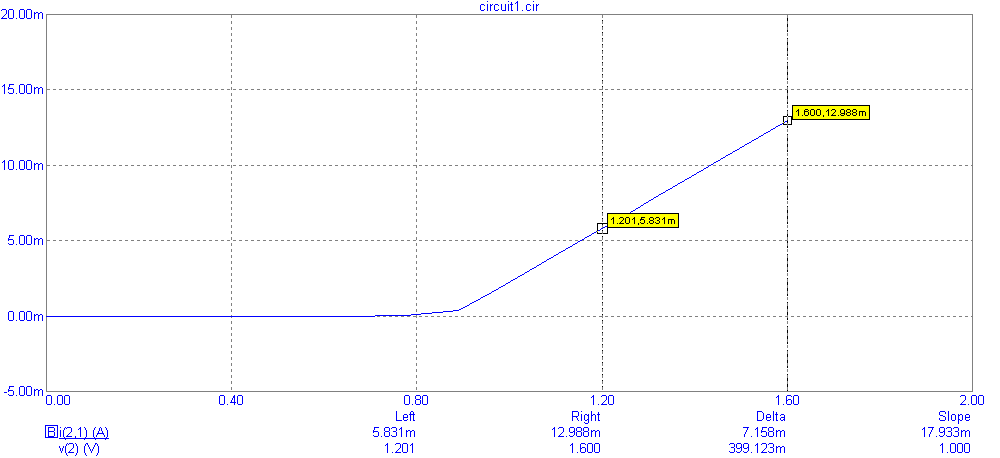 circuit1.cir
20.00m
15.00m
1.600,12.988m
10.00m
1.201,5.831m
5.00m
0.00m
-5.00m
0.00 0.40 0.80 1.20 1.60 2.00
Left Right Delta Slope
B i(2,1) (A) 5.831m 12.988m 7.158m 17.933m
v(2) (V) 1.201 1.600 399.123m 1.000